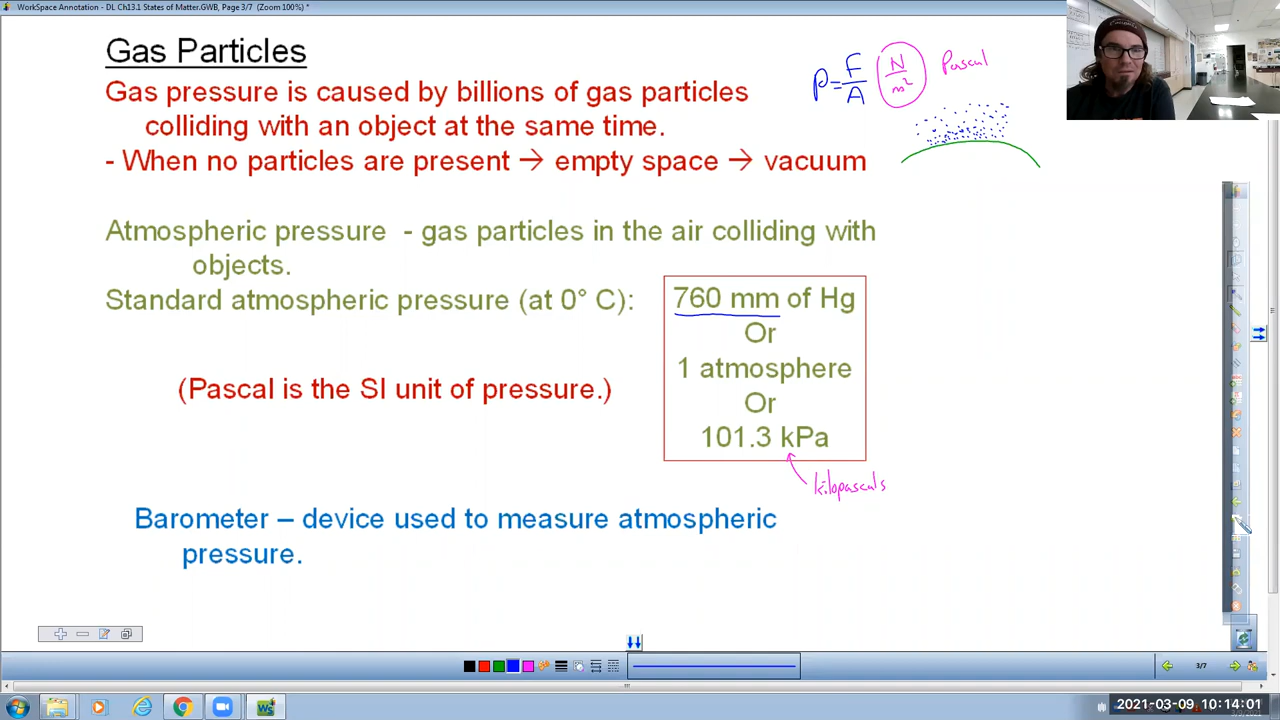 WorkSpace Annotation - DL Ch13.1 States of Matter.GWB, Page 3/7 (Zoom 100%) *
Gas Particles
P = F/A N/m² Pascal
Gas pressure is caused by billions of gas particles
colliding with an object at the same time.
- When no particles are present → empty space → vacuum
Atmospheric pressure - gas particles in the air colliding with
objects.
Standard atmospheric pressure (at 0° C):
760 mm of Hg
Or
1 atmosphere
Or
101.3 kPa
(Pascal is the SI unit of pressure.)
kilopascals
Barometer – device used to measure atmospheric
pressure.
3/7
2021-03-09 10:14:01